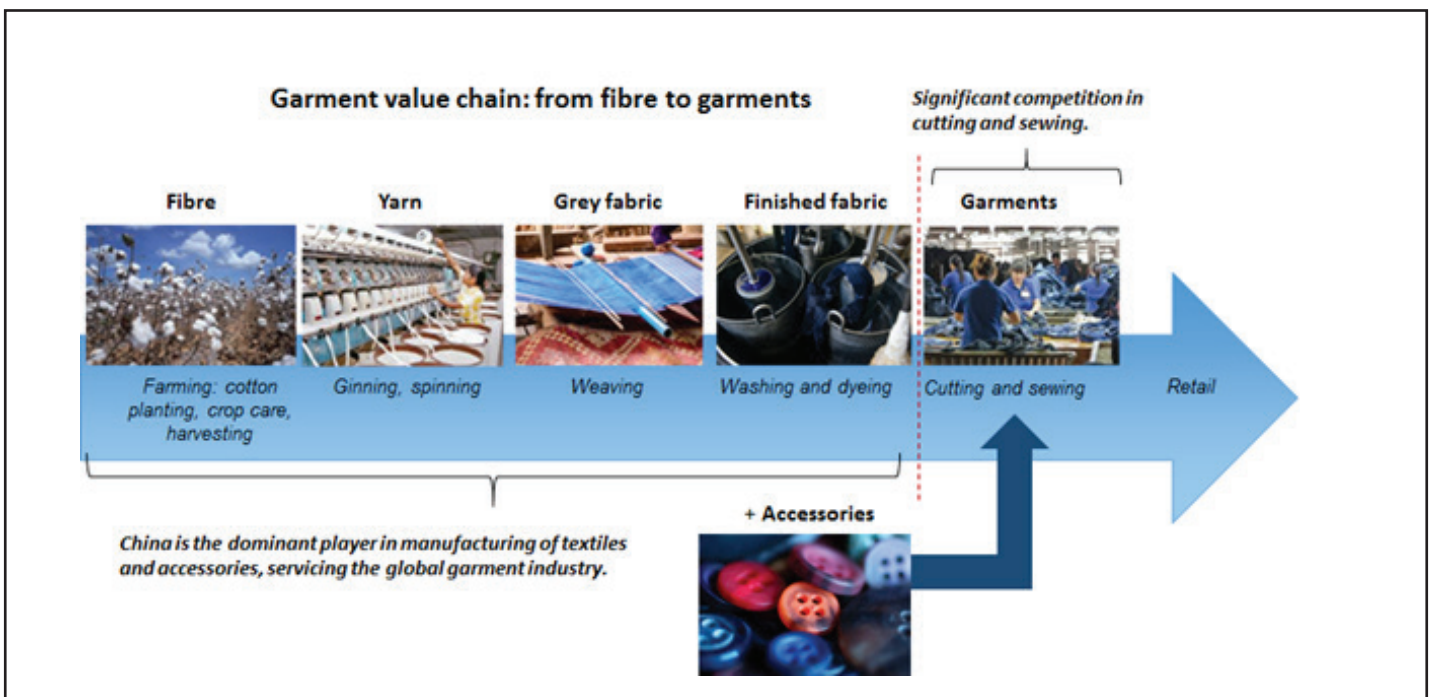 Garment value chain: from fibre to garments
Significant competition in
cutting and sewing.
Fibre
Yarn
Grey fabric
Finished fabric
Garments
Farming: cotton
planting, crop care,
harvesting
Ginning, spinning
Weaving
Washing and dyeing
Cutting and sewing
Retail
+ Accessories
China is the dominant player in manufacturing of textiles
and accessories, servicing the global garment industry.